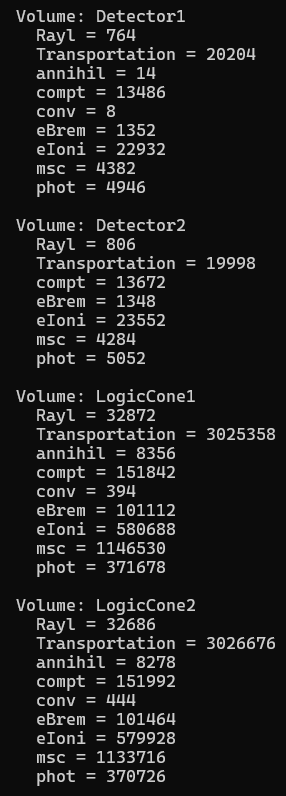 Volume: Detector1
Rayl = 764
Transportation = 20204
annihil = 14
compt = 13486
conv = 8
eBrem = 1352
eIoni = 22932
msc = 4382
phot = 4946
Volume: Detector2
Rayl = 806
Transportation = 19998
compt = 13672
eBrem = 1348
eIoni = 23552
msc = 4284
phot = 5052
Volume: LogicCone1
Rayl = 32872
Transportation = 3025358
annihil = 8356
compt = 151842
conv = 394
eBrem = 101112
eIoni = 580688
msc = 1146530
phot = 371678
Volume: LogicCone2
Rayl = 32686
Transportation = 3026676
annihil = 8278
compt = 151992
conv = 444
eBrem = 101464
eIoni = 579928
msc = 1133716
phot = 370726